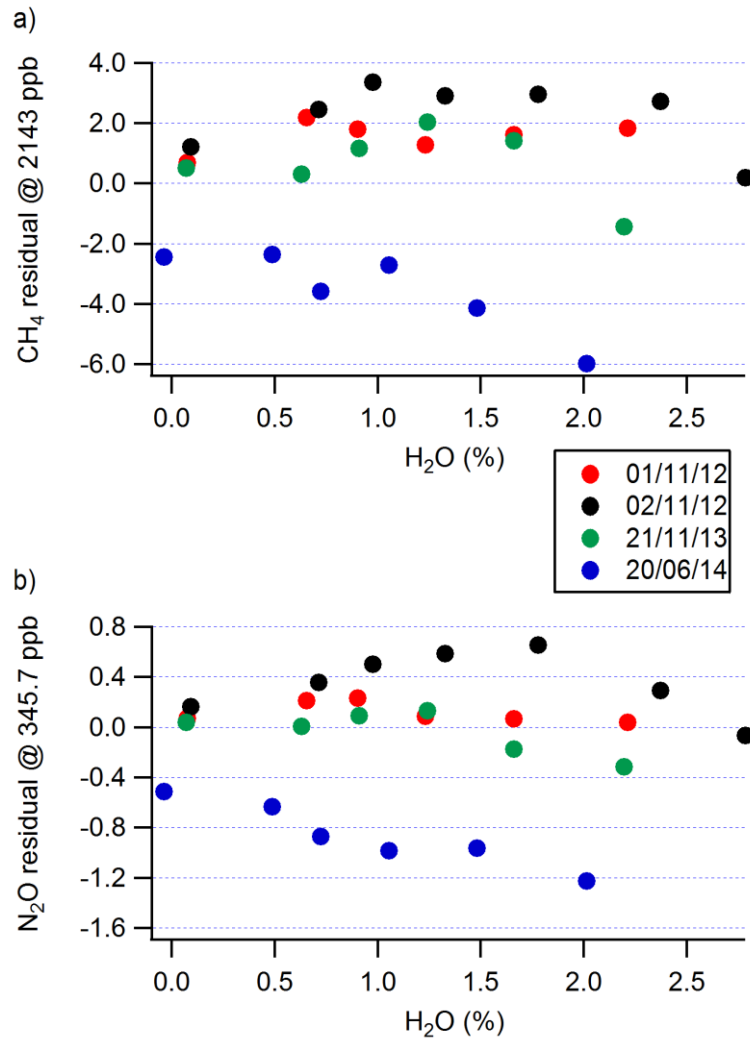 a)
4.0
2.0
0.0
-2.0
-4.0
-6.0
CH₄ residual @ 2143 ppb
0.0 0.5 1.0 1.5 2.0 2.5
H₂O (%)
01/11/12
02/11/12
21/11/13
20/06/14
b)
0.8
0.4
0.0
-0.4
-0.8
-1.2
-1.6
N₂O residual @ 345.7 ppb
0.0 0.5 1.0 1.5 2.0 2.5
H₂O (%)